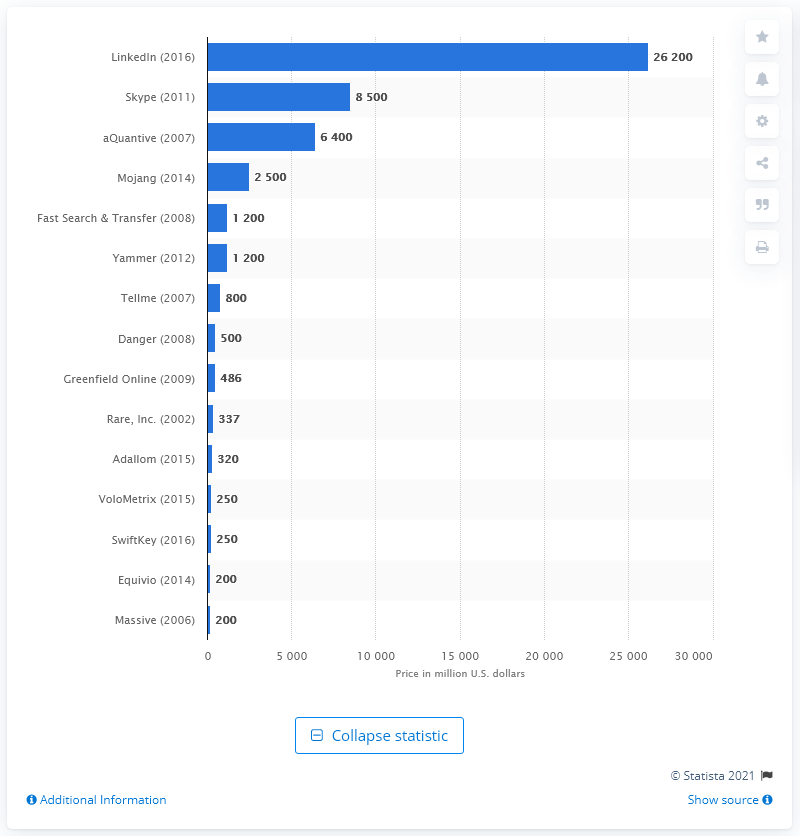 LinkedIn (2016) 26 200
Skype (2011) 8 500
aQuantive (2007) 6 400
Mojang (2014) 2 500
Fast Search & Transfer (2008) 1 200
Yammer (2012) 1 200
Tellme (2007) 800
Danger (2008) 500
Greenfield Online (2009) 486
Rare, Inc. (2002) 337
Adallom (2015) 320
VoloMetrix (2015) 250
SwiftKey (2016) 250
Equivio (2014) 200
Massive (2006) 200
0 5 000 10 000 15 000 20 000 25 000 30 000
Price in million U.S. dollars
Collapse statistic
© Statista 2021
Additional Information Show source